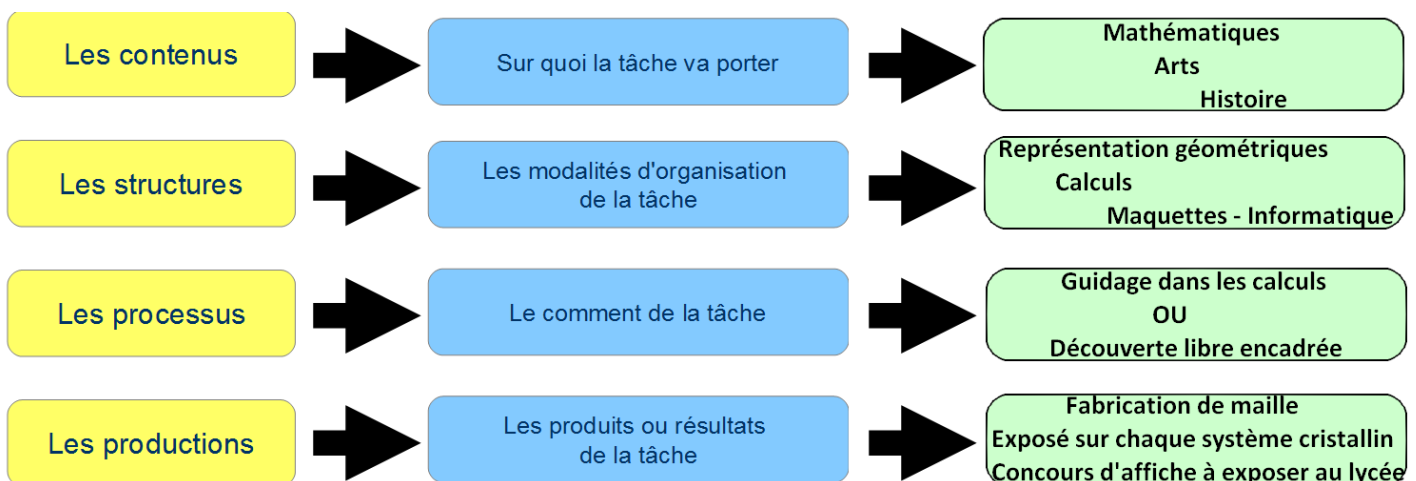 Les contenus
Sur quoi la tâche va porter
Mathématiques
Arts
Histoire
Les structures
Les modalités d'organisation
de la tâche
Représentation géométriques
Calculs
Maquettes - Informatique
Les processus
Le comment de la tâche
Guidage dans les calculs
OU
Découverte libre encadrée
Les productions
Les produits ou résultats
de la tâche
Fabrication de maille
Exposé sur chaque système cristallin
Concours d'affiche à exposer au lycée